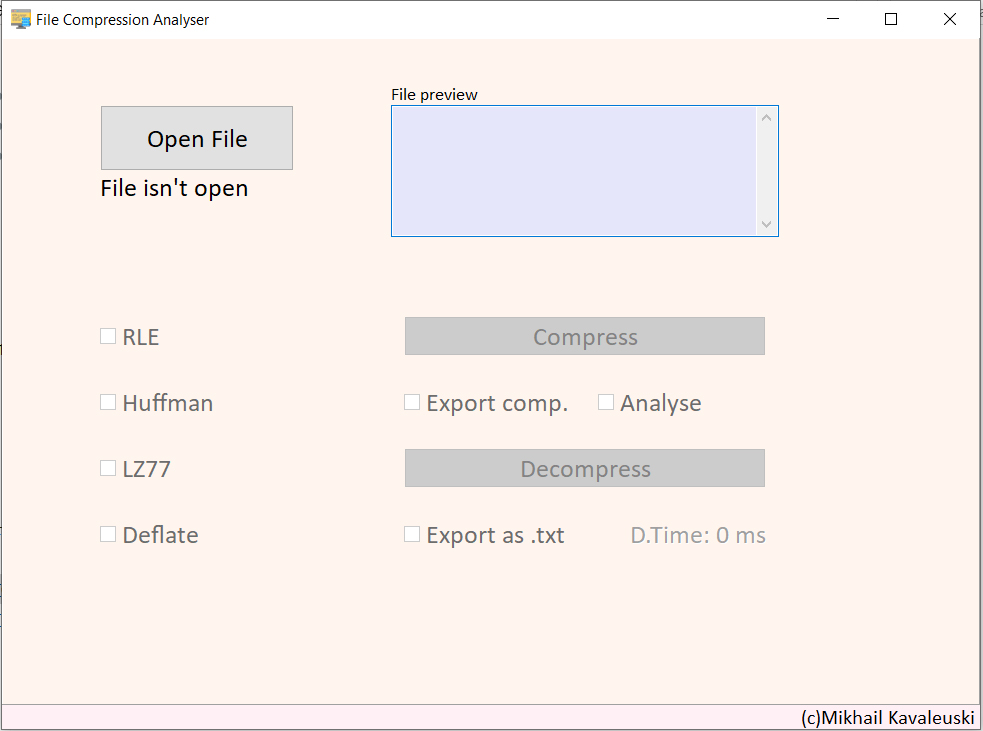 File Compression Analyser
File preview
Open File
File isn't open
RLE
Compress
Huffman
Export comp.
Analyse
LZ77
Decompress
Deflate
Export as .txt
D.Time: 0 ms
(c)Mikhail Kavaleuski